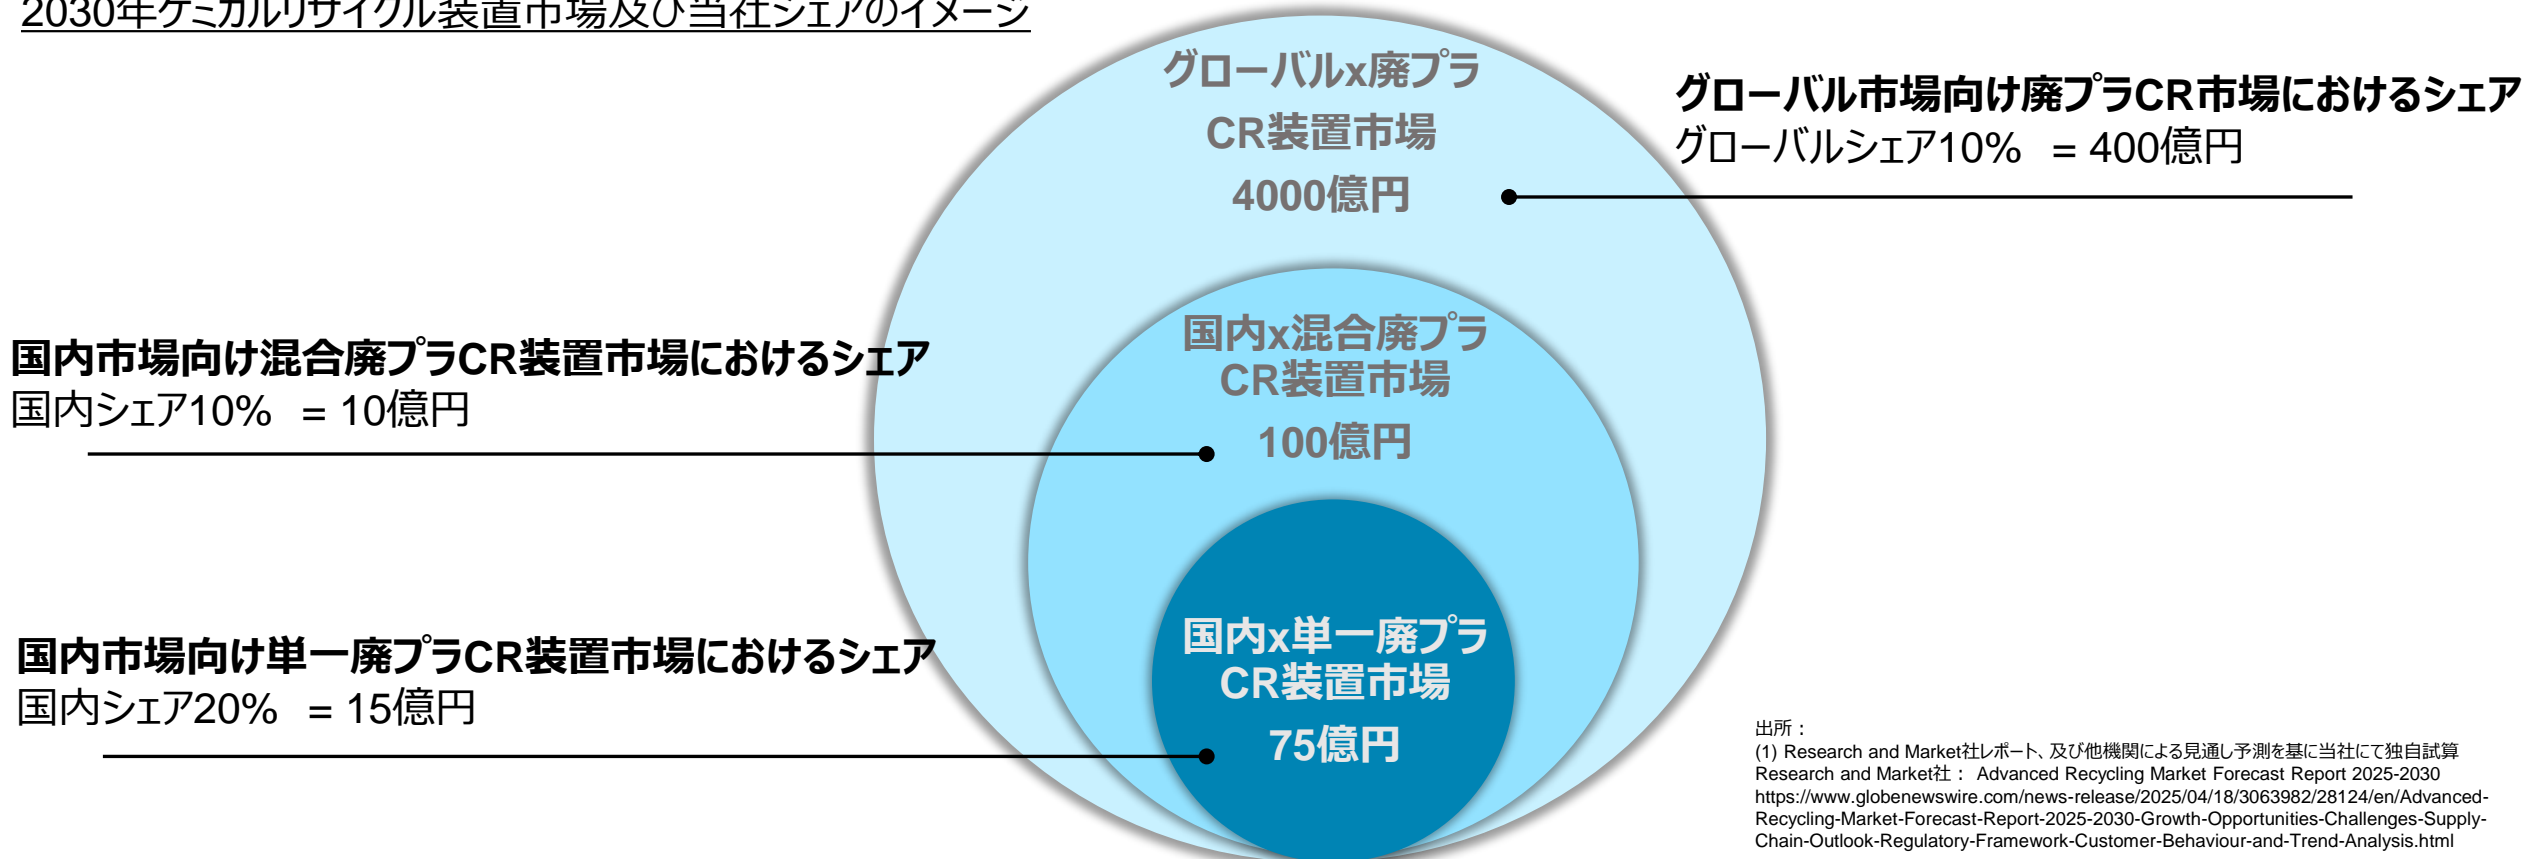 2030年ケミカルリサイクル装置市場及び当社シェアのイメージ
グローバルx廃プラ
CR装置市場
4000億円
グローバル市場向け廃プラCR市場におけるシェア
グローバルシェア10% = 400億円
国内x混合廃プラ
CR装置市場
100億円
国内市場向け混合廃プラCR装置市場におけるシェア
国内シェア10% = 10億円
国内x単一廃プラ
CR装置市場
75億円
国内市場向け単一廃プラCR装置市場におけるシェア
国内シェア20% = 15億円
出所：
(1) Research and Market社レポート、及び他機関による見通し予測を基に当社にて独自試算
Research and Market社： Advanced Recycling Market Forecast Report 2025-2030
https://www.globenewswire.com/news-release/2025/04/18/3063982/28124/en/Advanced-
Recycling-Market-Forecast-Report-2025-2030-Growth-Opportunities-Challenges-Supply-
Chain-Outlook-Regulatory-Framework-Customer-Behaviour-and-Trend-Analysis.html